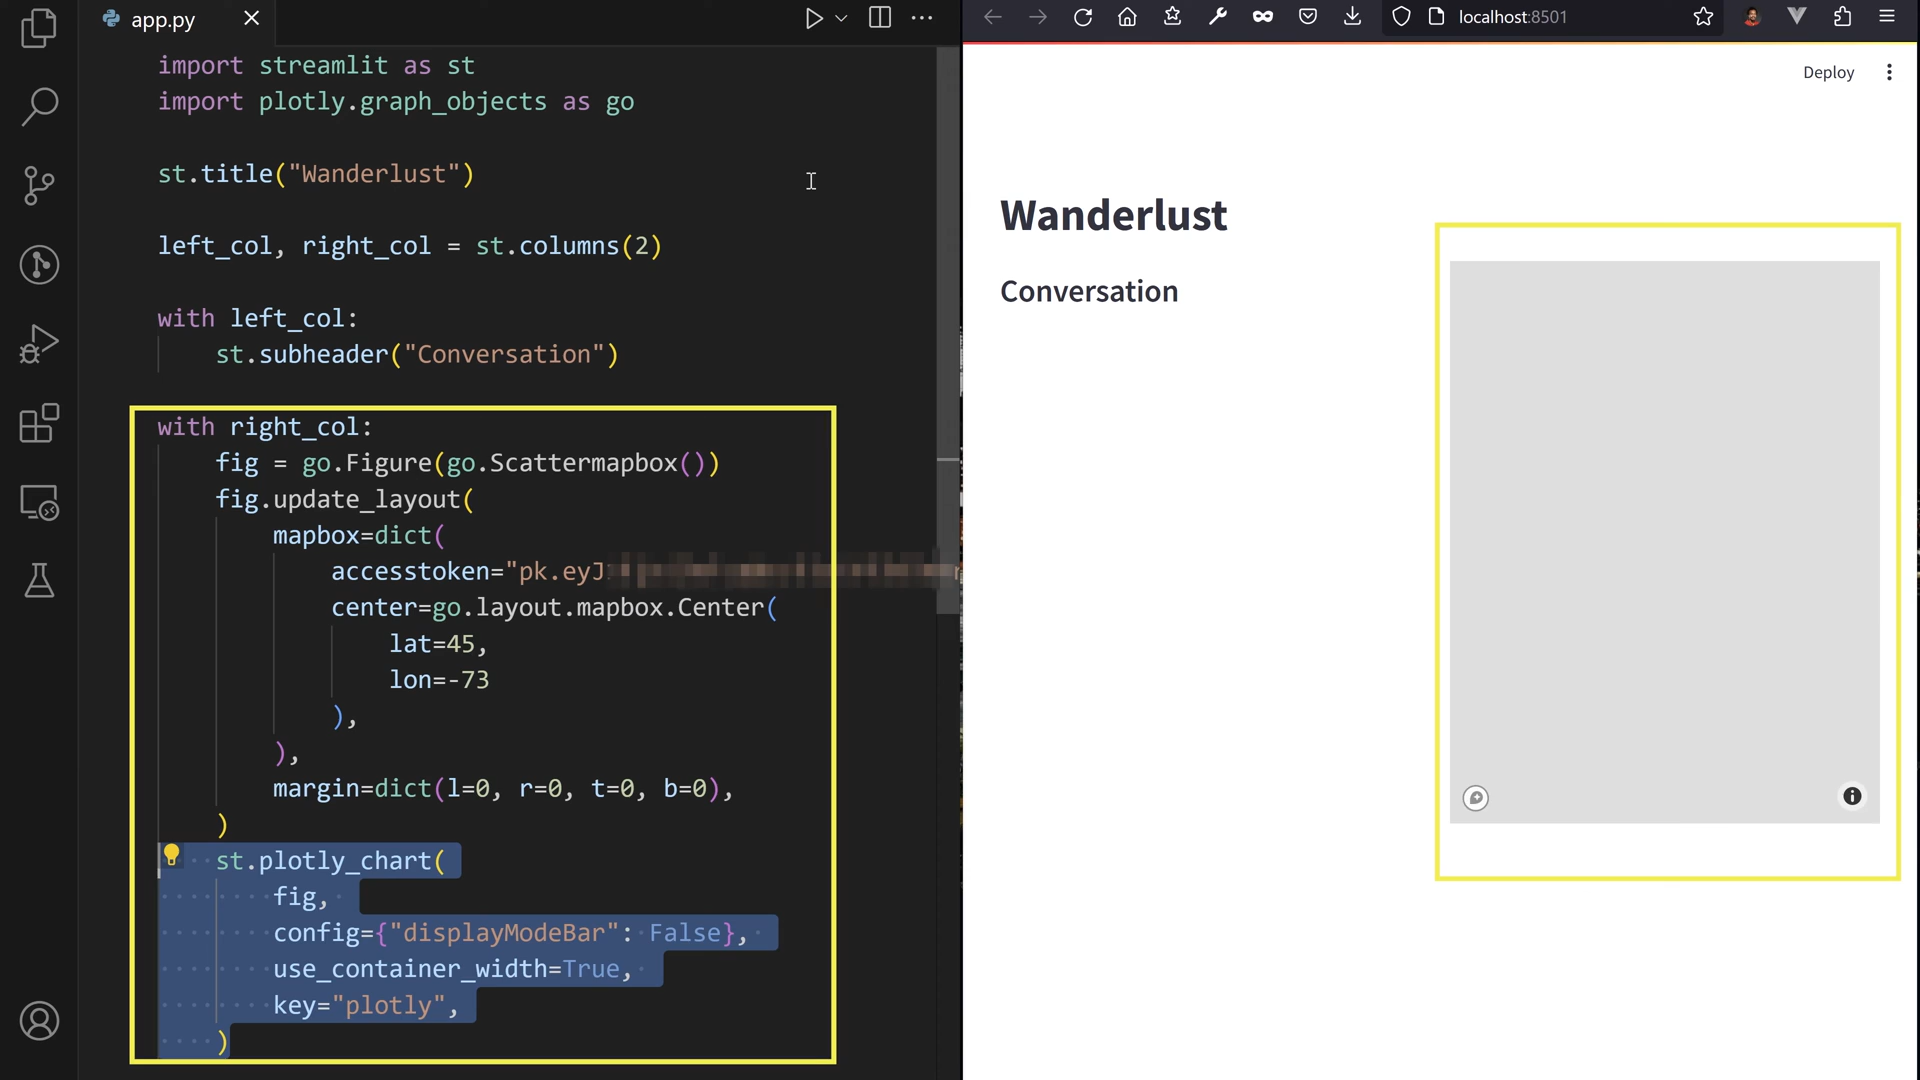 app.py
import streamlit as st
import plotly.graph_objects as go
st.title("Wanderlust")
left_col, right_col = st.columns(2)
with left_col:
st.subheader("Conversation")
with right_col:
fig = go.Figure(go.Scattermapbox())
fig.update_layout(
mapbox=dict(
accesstoken="pk.eyJ
center=go.layout.mapbox.Center(
lat=45,
lon=-73
),
),
margin=dict(l=0, r=0, t=0, b=0),
)
st.plotly_chart(
fig,
config={"displayModeBar": False},
use_container_width=True,
key="plotly",
)
localhost:8501
Deploy
Wanderlust
Conversation